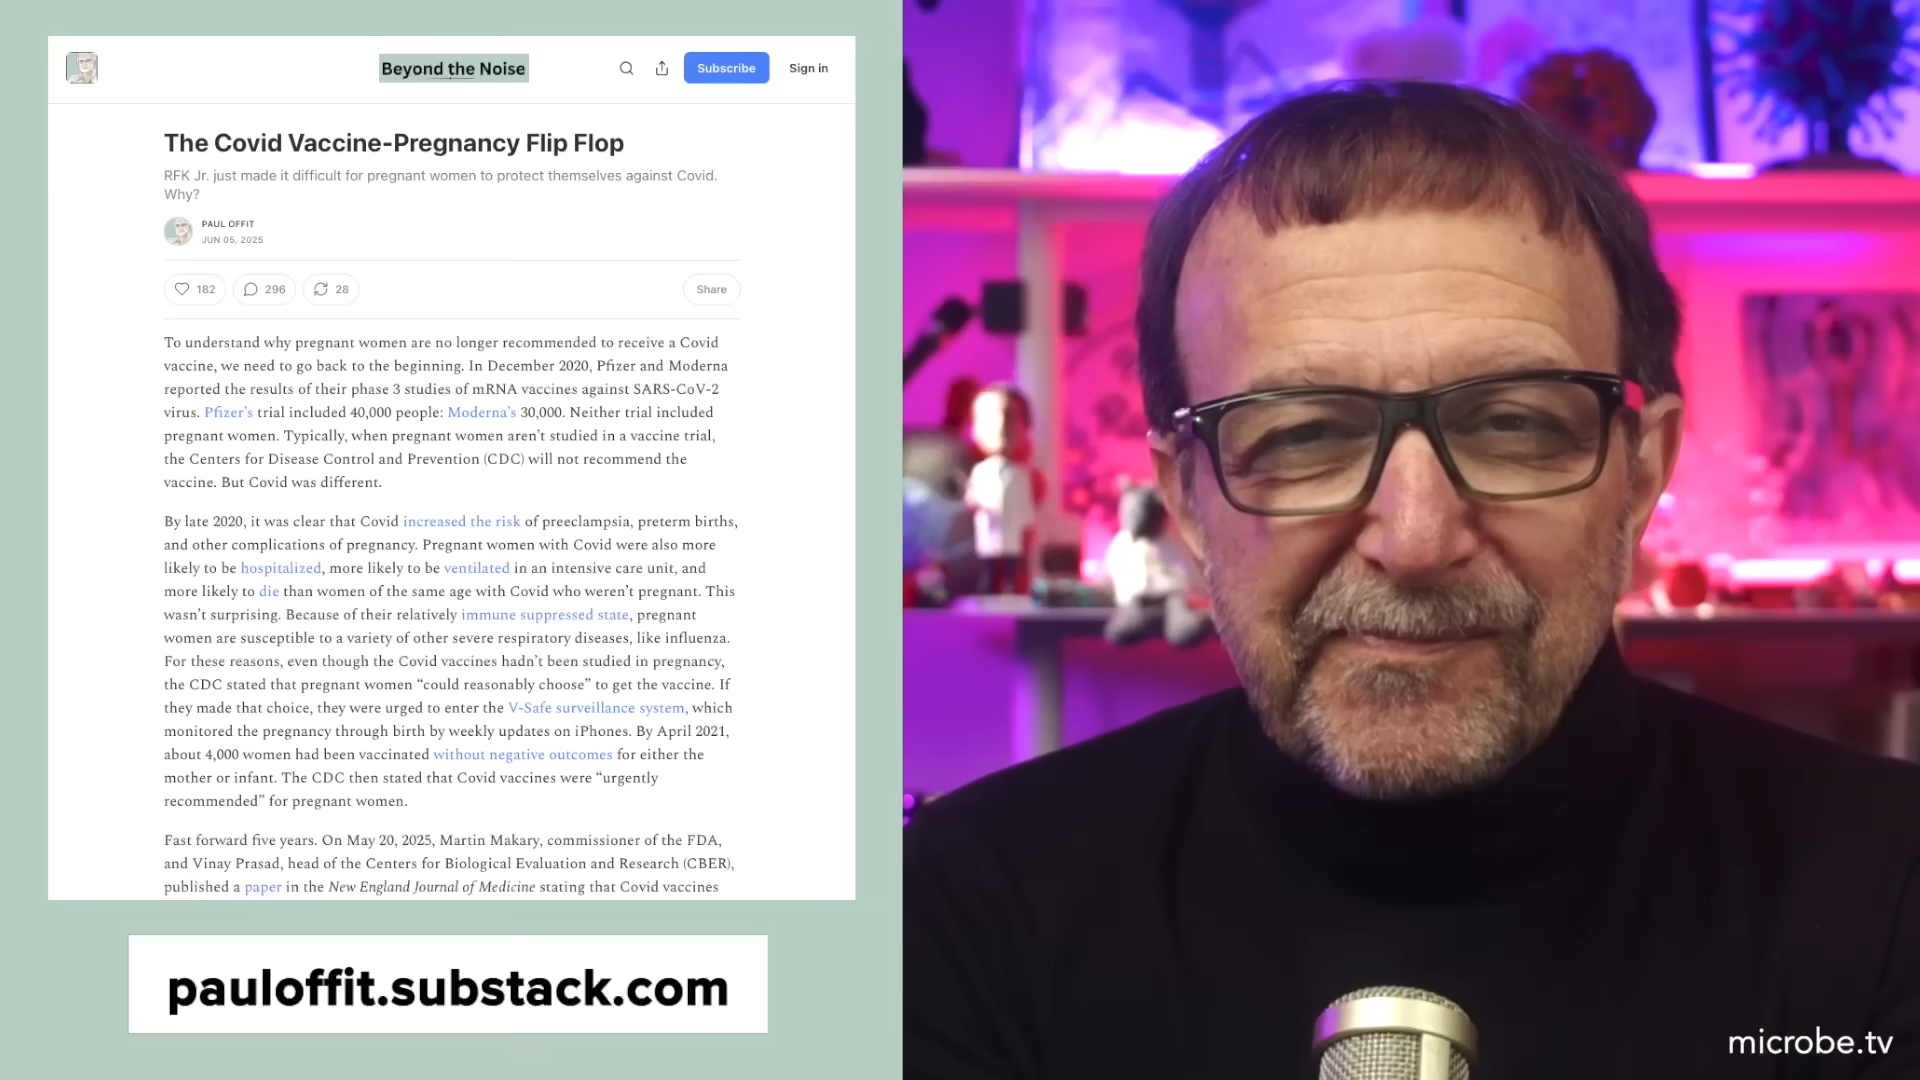 Beyond the Noise
Subscribe
Sign in
The Covid Vaccine-Pregnancy Flip Flop
RFK Jr. just made it difficult for pregnant women to protect themselves against Covid.
Why?
PAUL OFFIT
JUN 05, 2025
182
296
28
Share
To understand why pregnant women are no longer recommended to receive a Covid
vaccine, we need to go back to the beginning. In December 2020, Pfizer and Moderna
reported the results of their phase 3 studies of mRNA vaccines against SARS-CoV-2
virus. Pfizer’s trial included 40,000 people: Moderna’s 30,000. Neither trial included
pregnant women. Typically, when pregnant women aren’t studied in a vaccine trial,
the Centers for Disease Control and Prevention (CDC) will not recommend the
vaccine. But Covid was different.
By late 2020, it was clear that Covid increased the risk of preeclampsia, preterm births,
and other complications of pregnancy. Pregnant women with Covid were also more
likely to be hospitalized, more likely to be ventilated in an intensive care unit, and
more likely to die than women of the same age with Covid who weren’t pregnant. This
wasn’t surprising. Because of their relatively immune suppressed state, pregnant
women are susceptible to a variety of other severe respiratory diseases, like influenza.
For these reasons, even though the Covid vaccines hadn’t been studied in pregnancy,
the CDC stated that pregnant women “could reasonably choose” to get the vaccine. If
they made that choice, they were urged to enter the V-Safe surveillance system, which
monitored the pregnancy through birth by weekly updates on iPhones. By April 2021,
about 4,000 women had been vaccinated without negative outcomes for either the
mother or infant. The CDC then stated that Covid vaccines were “urgently
recommended” for pregnant women.
Fast forward five years. On May 20, 2025, Martin Makary, commissioner of the FDA,
and Vinay Prasad, head of the Centers for Biological Evaluation and Research (CBER),
published a paper in the New England Journal of Medicine stating that Covid vaccines
pauloffit.substack.com
microbe.tv